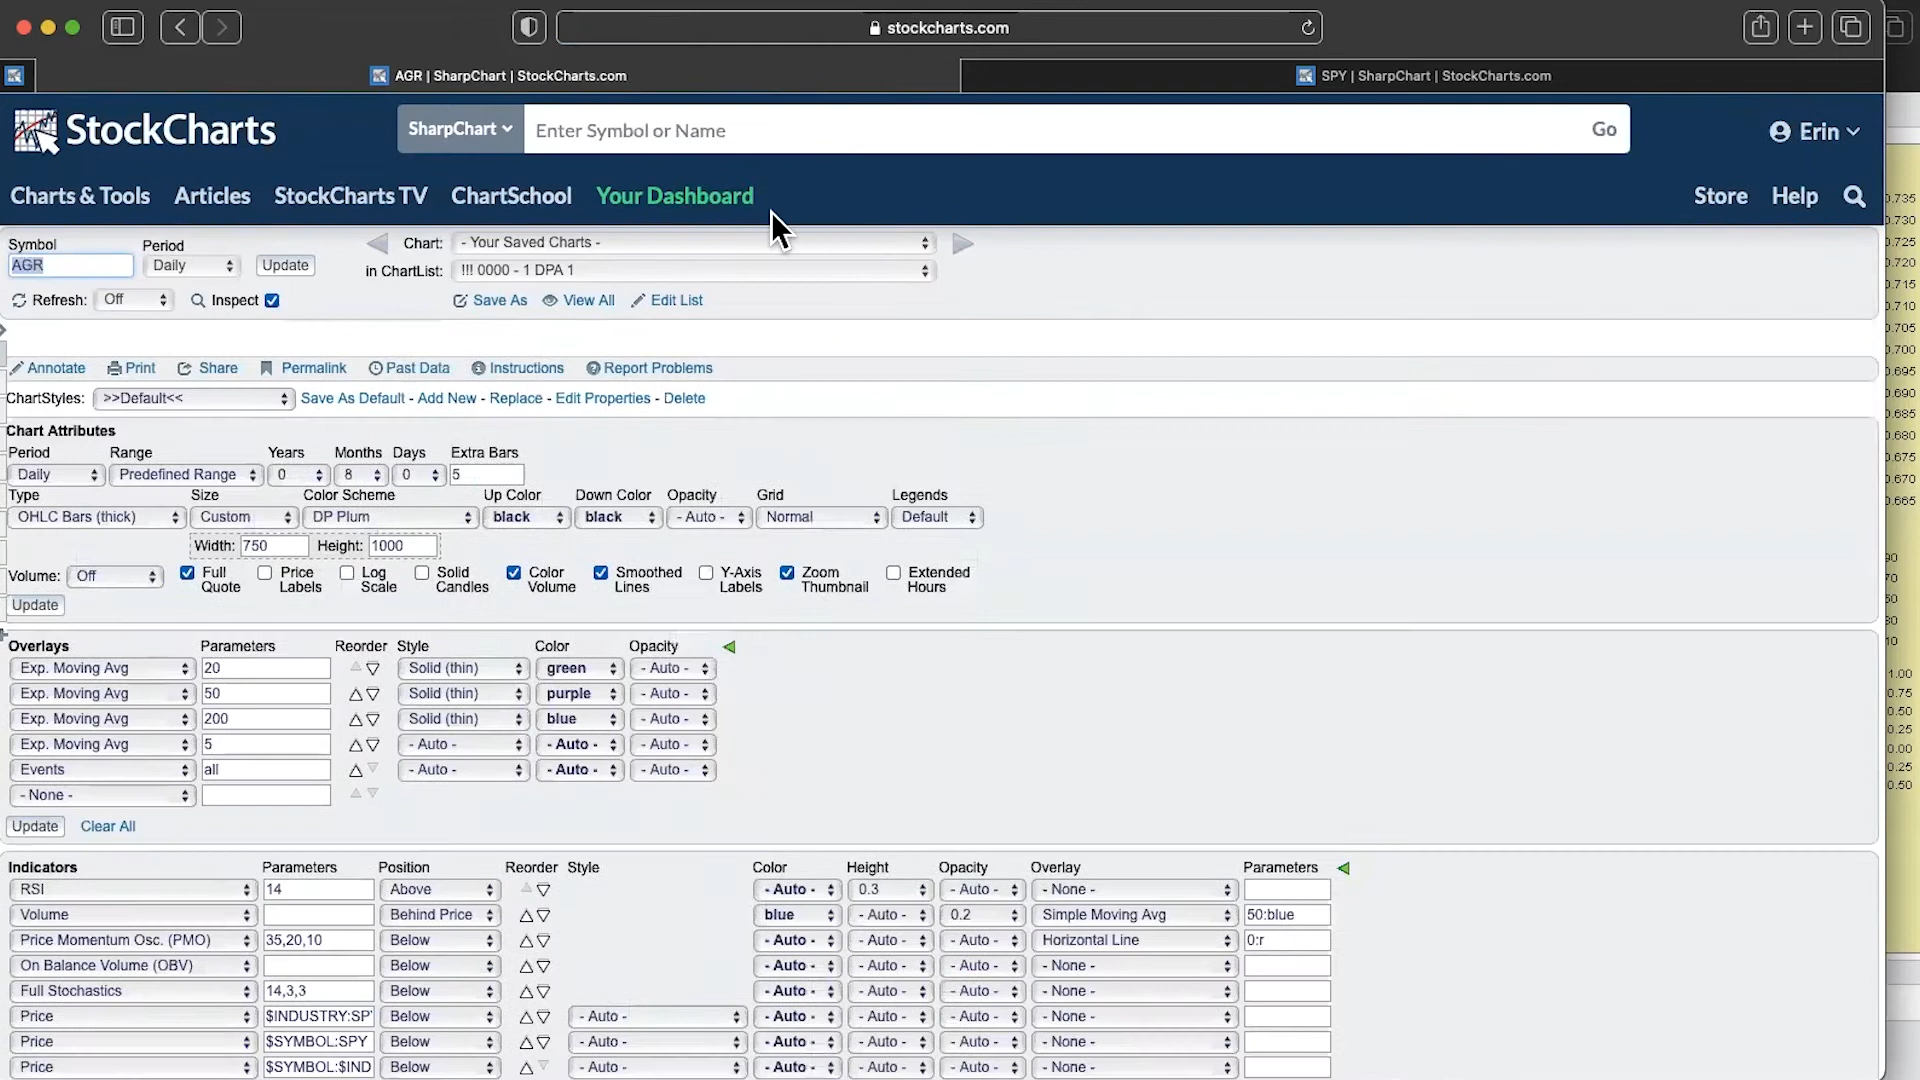 stockcharts.com
AGR | SharpChart | StockCharts.com
SPY | SharpChart | StockCharts.com
StockCharts
SharpChart
Enter Symbol or Name
Go
Erin
Charts & Tools Articles StockCharts TV ChartSchool Your Dashboard
Store Help
Symbol Period
Chart: - Your Saved Charts -
AGR Daily Update
in ChartList: !!! 0000 - 1 DPA 1
Refresh: Off Inspect
Save As View All Edit List
Annotate Print Share Permalink Past Data Instructions Report Problems
ChartStyles: >>Default<< Save As Default - Add New - Replace - Edit Properties - Delete
Chart Attributes
Period Range Years Months Days Extra Bars
Daily Predefined Range 0 8 0 5
Type Size Color Scheme Up Color Down Color Opacity Grid Legends
OHLC Bars (thick) Custom DP Plum black black - Auto - Normal Default
Width: 750 Height: 1000
Volume: Off Full Quote Price Labels Log Scale Solid Candles Color Volume Smoothed Lines Y-Axis Labels Zoom Thumbnail Extended Hours
Update
Overlays Parameters Reorder Style Color Opacity
Exp. Moving Avg 20 Solid (thin) green - Auto -
Exp. Moving Avg 50 Solid (thin) purple - Auto -
Exp. Moving Avg 200 Solid (thin) blue - Auto -
Exp. Moving Avg 5 - Auto - - Auto - - Auto -
Events all - Auto - - Auto - - Auto -
- None -
Update Clear All
Indicators Parameters Position Reorder Style Color Height Opacity Overlay Parameters
RSI 14 Above - Auto - 0.3 - Auto - - None -
Volume Behind Price blue - Auto - 0.2 Simple Moving Avg 50:blue
Price Momentum Osc. (PMO) 35,20,10 Below - Auto - - Auto - - Auto - Horizontal Line 0:r
On Balance Volume (OBV) Below - Auto - - Auto - - Auto - - None -
Full Stochastics 14,3,3 Below - Auto - - Auto - - Auto - - None -
Price $INDUSTRY:SP Below - Auto - - Auto - - Auto - - Auto - - None -
Price $SYMBOL:SPY Below - Auto - - Auto - - Auto - - Auto - - None -
Price $SYMBOL:$IND Below - Auto - - Auto - - Auto - - Auto - - None -